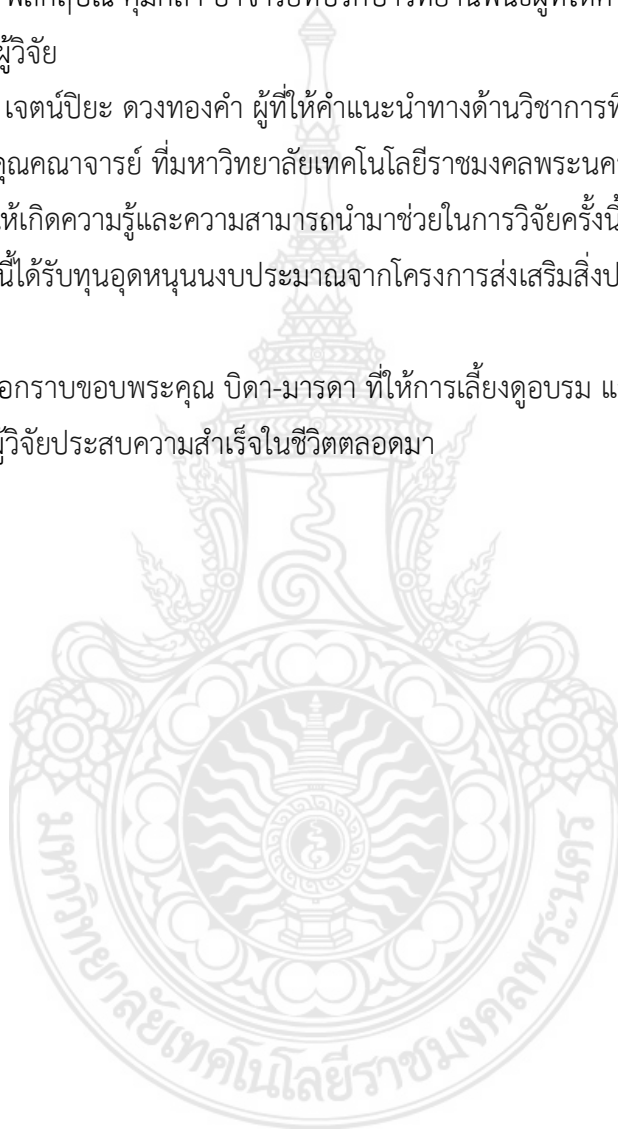 ผู้วิจัย
เจตน์ปิยะ ดวงทองคำ ผู้ที่ให้คำแนะนำทางด้านวิชาการ
คุณคณาจารย์ ที่มหาวิทยาลัยเทคโนโลยีราชมงคลพระนคร
ให้เกิดความรู้และความสามารถนำมาช่วยในการวิจัยครั้งนี้
นี้ได้รับทุนอุดหนุนนงบประมาณจากโครงการส่งเสริมสิ่งป
อกราบขอบพระคุณ บิดา-มารดา ที่ให้การเลี้ยงดูอบรม แ
ผู้วิจัยประสบความสำเร็จในชีวิตตลอดมา
มหาวิทยาลัยเทคโนโลยีราชมงคลพระนคร